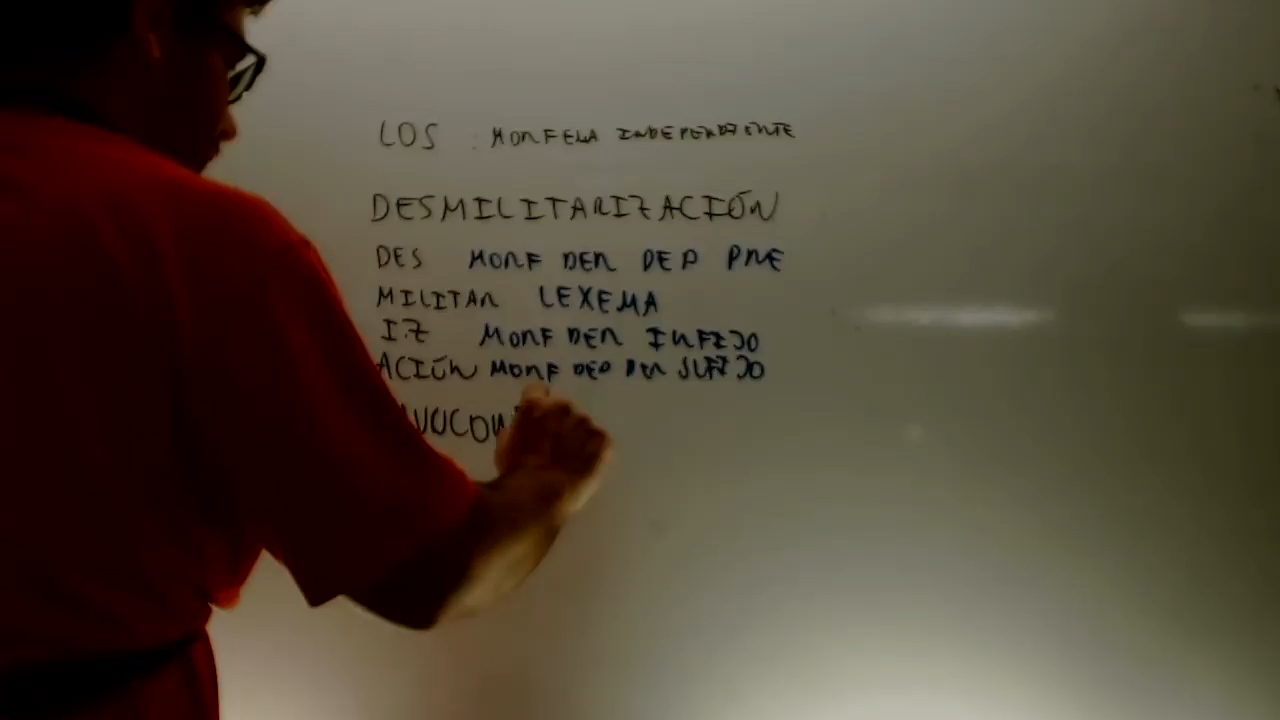 LOS : MORFEMA INDEPENDIENTE
DESMILITARIZACIÓN
DES MORF DER DEP PRE
MILITAR LEXEMA
IZ MORF DER INFIJO
ACIÓN MORF DEP DER SUFIJO